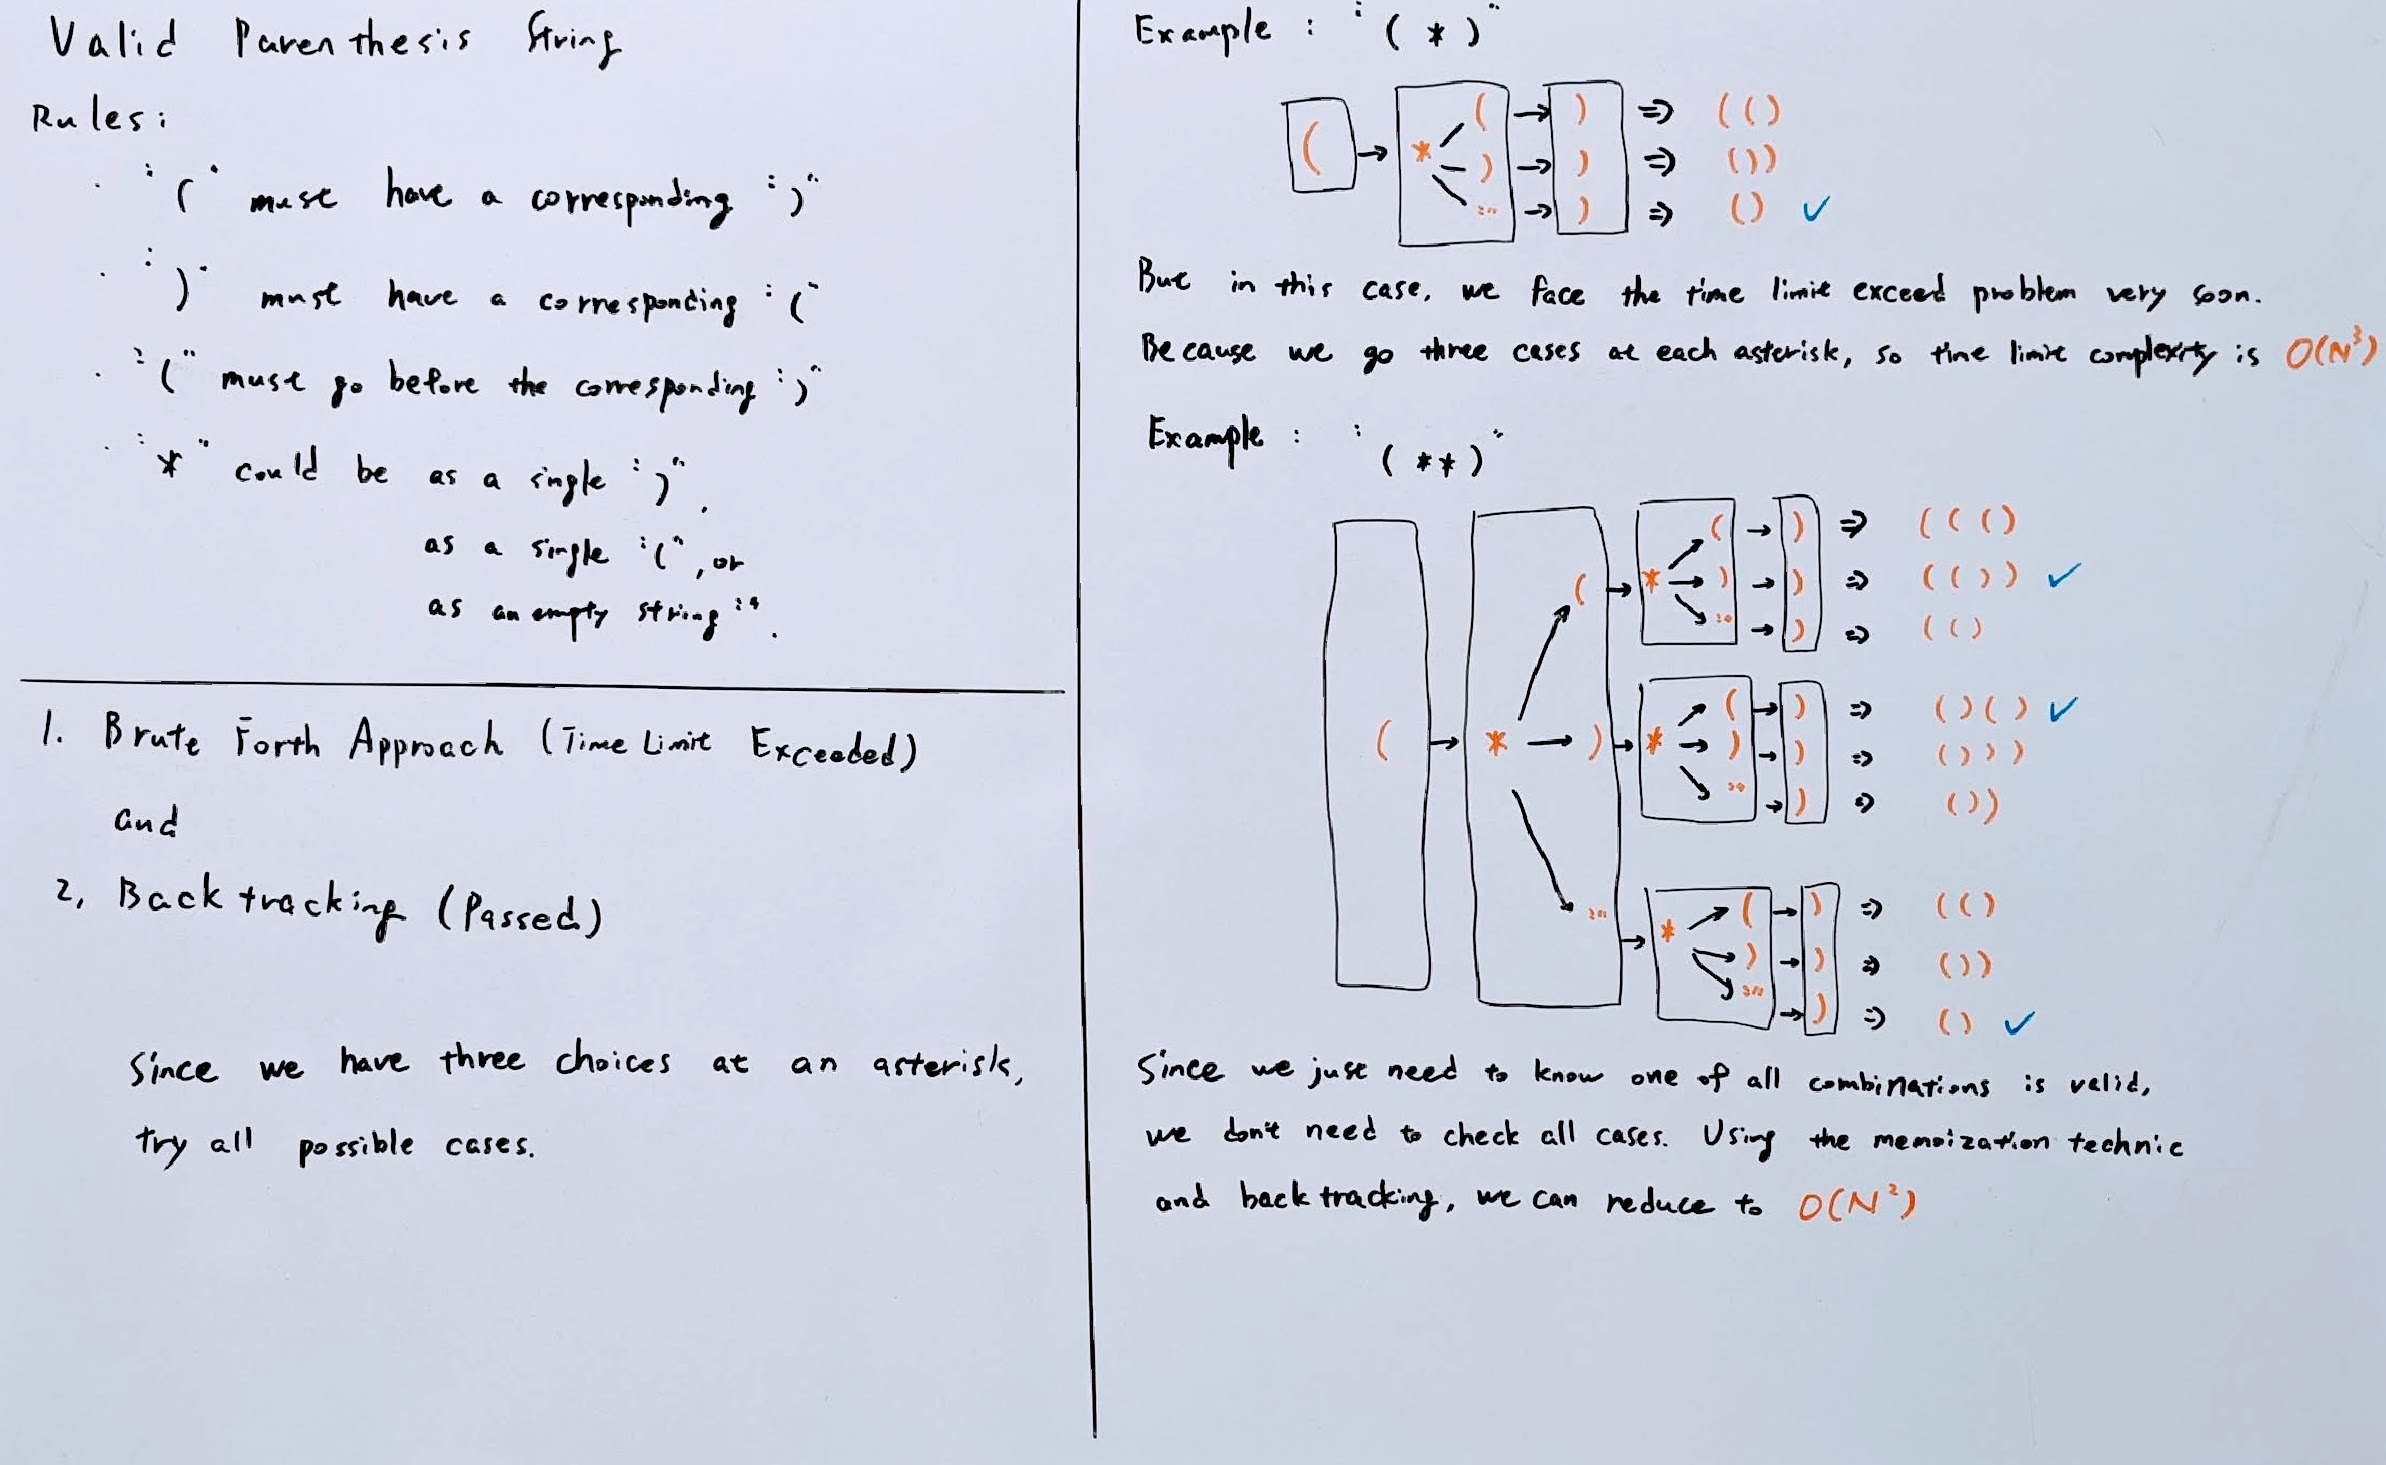 Valid Parenthesis String
Rules:
· "(" must have a corresponding ")"
· ")" must have a corresponding "("
· "(" must go before the corresponding ")"
· "*" could be as a single ")",
as a single "(", or
as an empty string "".
1. Brute Forth Approach (Time Limit Exceeded)
and
2, Backtracking (Passed)
Since we have three choices at an asterisk,
try all possible cases.
Example : "(*)"
( → * ( → ) ⇒ (()
) → ) ⇒ ())
"" → ) ⇒ () ✓
But in this case, we face the time limit exceed problem very soon.
Because we go three cases at each asterisk, so time limit complexity is O(N³)
Example : "(**)"
( → * → ( → * → ( → ) ⇒ ((()
→ ) → ) ⇒ (()) ✓
"" → ) ⇒ (()
→ ) → * → ( → ) ⇒ ()() ✓
→ ) → ) ⇒ ()))
"" → ) ⇒ ())
"" → * → ( → ) ⇒ (()
→ ) → ) ⇒ ())
"" → ) ⇒ () ✓
Since we just need to know one of all combinations is valid,
we don't need to check all cases. Using the memoization technic
and back tracking, we can reduce to O(N²)